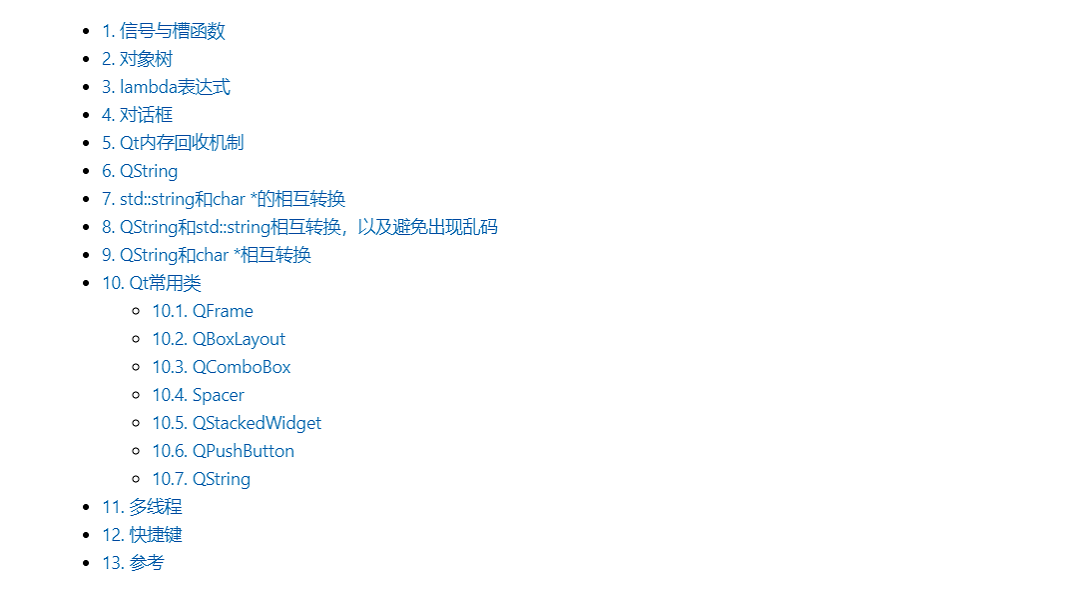 1. 信号与槽函数
2. 对象树
3. lambda表达式
4. 对话框
5. Qt内存回收机制
6. QString
7. std::string和char *的相互转换
8. QString和std::string相互转换，以及避免出现乱码
9. QString和char *相互转换
10. Qt常用类
10.1. QFrame
10.2. QBoxLayout
10.3. QComboBox
10.4. Spacer
10.5. QStackedWidget
10.6. QPushButton
10.7. QString
11. 多线程
12. 快捷键
13. 参考